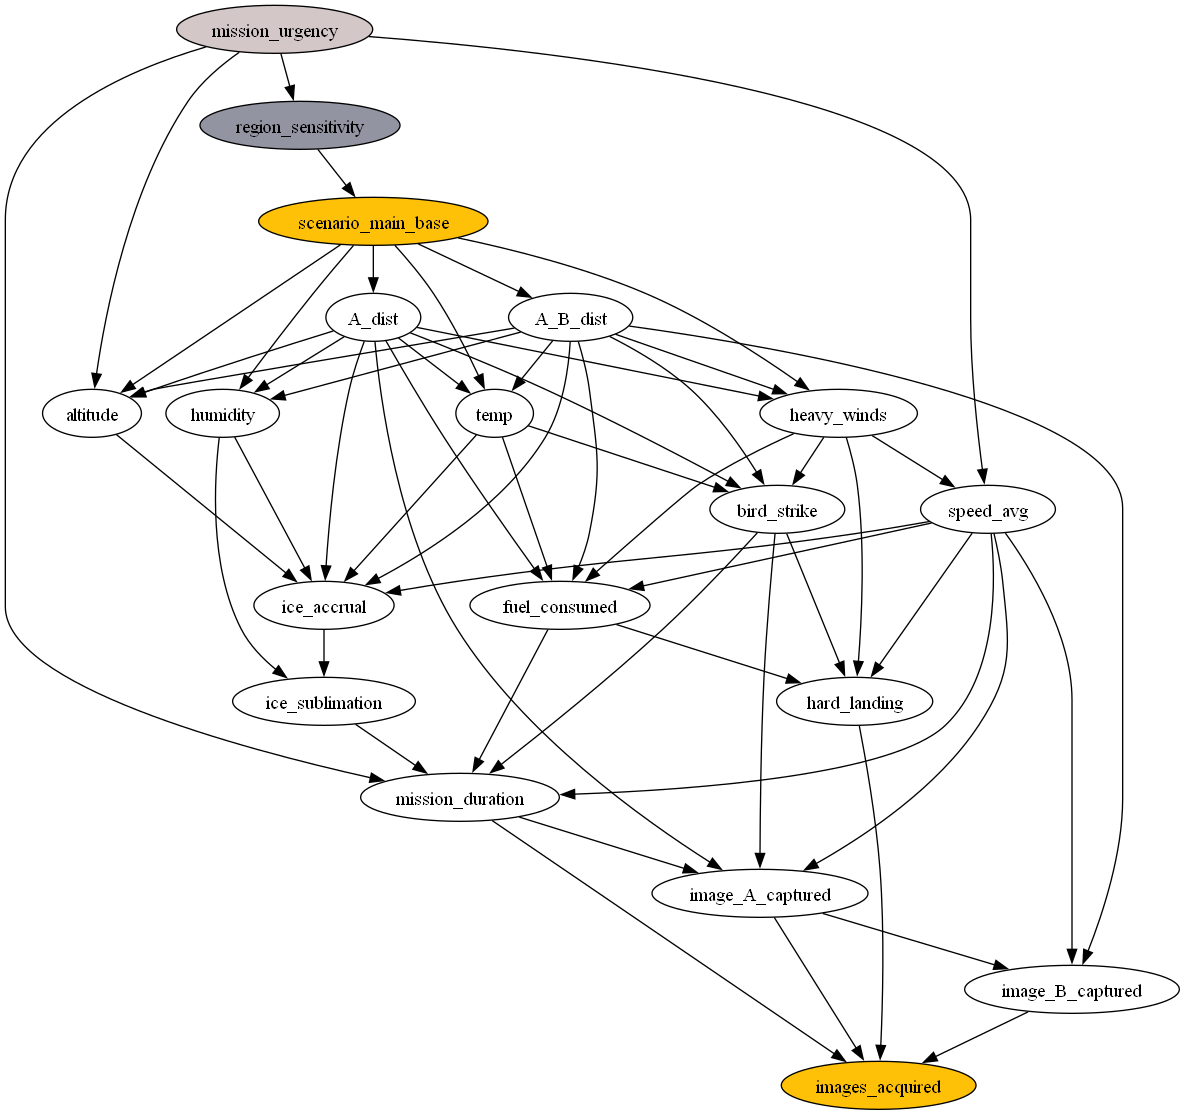 mission_urgency
region_sensitivity
scenario_main_base
A_dist
A_B_dist
altitude
humidity
temp
heavy_winds
bird_strike
speed_avg
ice_accrual
fuel_consumed
ice_sublimation
hard_landing
mission_duration
image_A_captured
image_B_captured
images_acquired